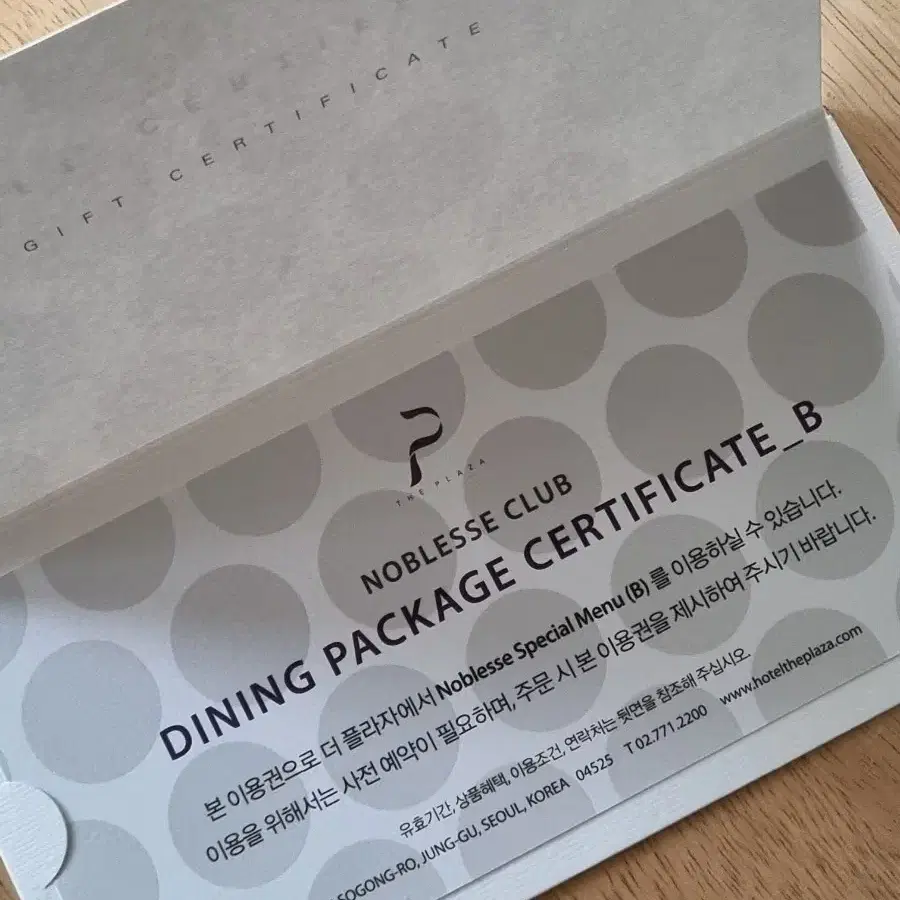 GIFT CERTIFICATE
THE PLAZA
NOBLESSE CLUB
DINING PACKAGE CERTIFICATE_B
본 이용권으로 더 플라자에서 Noblesse Special Menu (B) 를 이용하실 수 있습니다.
이용을 위해서는 사전 예약이 필요하며, 주문 시 본 이용권을 제시하여 주시기 바랍니다.
유효기간, 상품혜택, 이용조건, 연락처는 뒷면을 참조해 주십시오.
SOGONG-RO, JUNG-GU, SEOUL, KOREA 04525 T 02.771.2200 www.hoteltheplaza.com